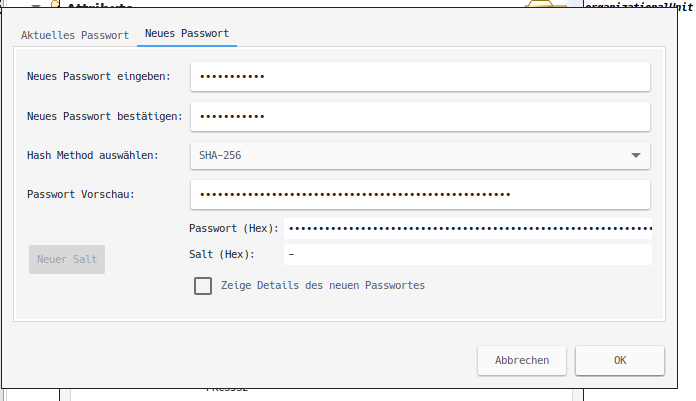 Attribute
organizationalUnit
Aktuelles Passwort
Neues Passwort
Neues Passwort eingeben: •••••••••••
Neues Passwort bestätigen: •••••••••••
Hash Method auswählen: SHA-256
Passwort Vorschau: ••••••••••••••••••••••••••••••••••••••••••••••••••••
Passwort (Hex): ••••••••••••••••••••••••••••••••••••••••••••••••••••••••••••
Neuer Salt
Salt (Hex): -
Zeige Details des neuen Passwortes
Abbrechen
OK